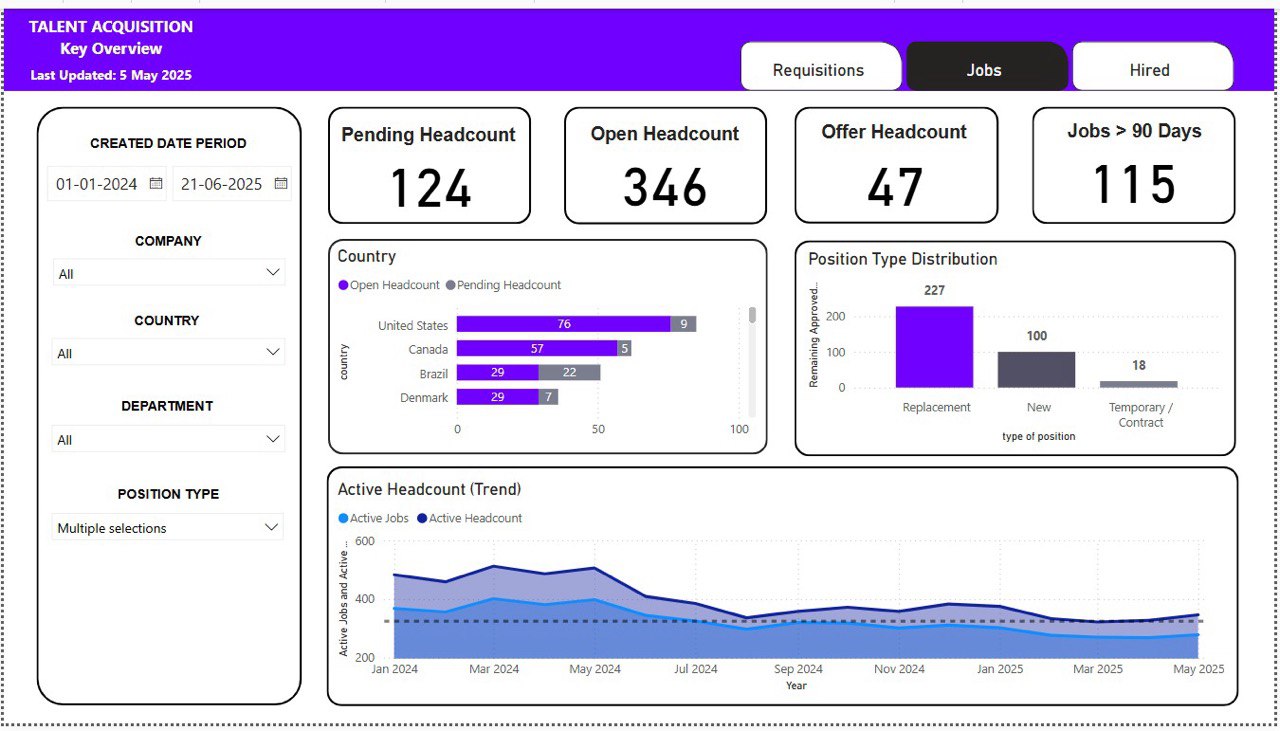 TALENT ACQUISITION
Key Overview
Last Updated: 5 May 2025
Requisitions
Jobs
Hired
CREATED DATE PERIOD
01-01-2024
21-06-2025
COMPANY
All
COUNTRY
All
DEPARTMENT
All
POSITION TYPE
Multiple selections
Pending Headcount
124
Open Headcount
346
Offer Headcount
47
Jobs > 90 Days
115
Country
Open Headcount Pending Headcount
country
United States 76 9
Canada 57 5
Brazil 29 22
Denmark 29 7
0 50 100
Position Type Distribution
Remaining Approved...
200
100
0
227
100
18
Replacement
New
Temporary /
Contract
type of position
Active Headcount (Trend)
Active Jobs Active Headcount
Active Jobs and Active ...
600
400
200
Jan 2024 Mar 2024 May 2024 Jul 2024 Sep 2024 Nov 2024 Jan 2025 Mar 2025 May 2025
Year